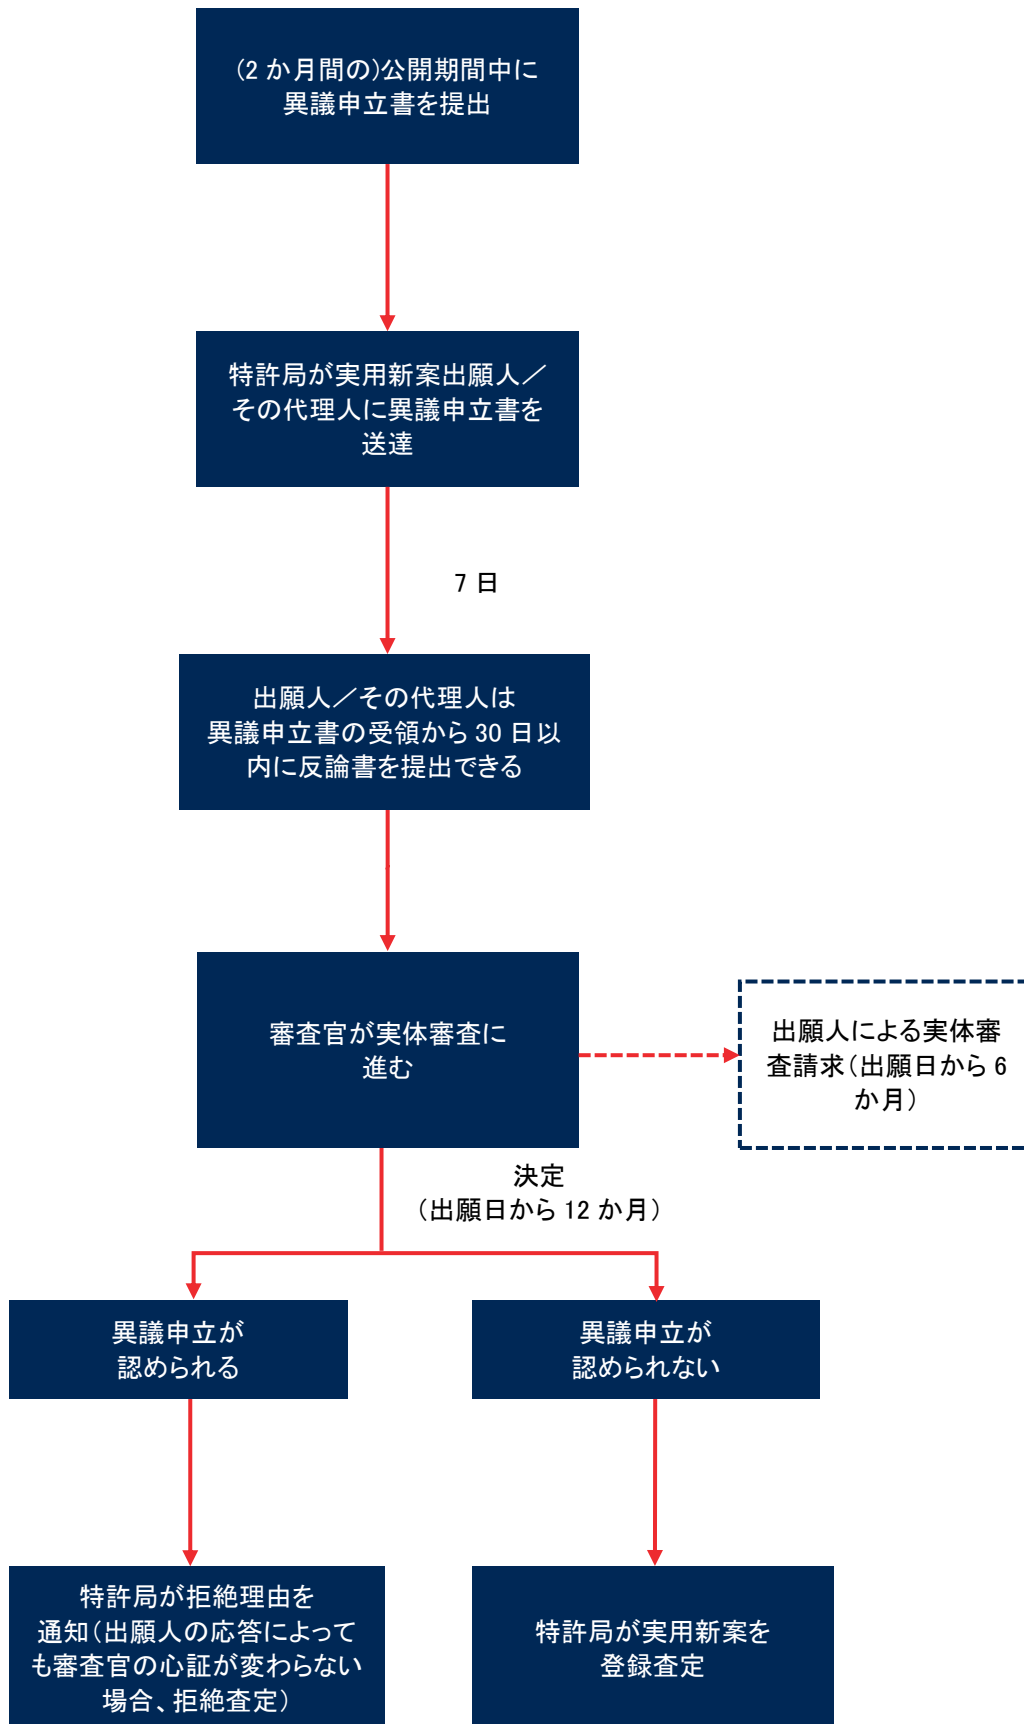 (2 か月間の)公開期間中に
異議申立書を提出
特許局が実用新案出願人／
その代理人に異議申立書を
送達
7 日
出願人／その代理人は
異議申立書の受領から 30 日以
内に反論書を提出できる
審査官が実体審査に
進む
出願人による実体審
査請求（出願日から 6
か月）
決定
（出願日から 12 か月）
異議申立が
認められる
異議申立が
認められない
特許局が拒絶理由を
通知（出願人の応答によって
も審査官の心証が変わらない
場合、拒絶査定）
特許局が実用新案を
登録査定